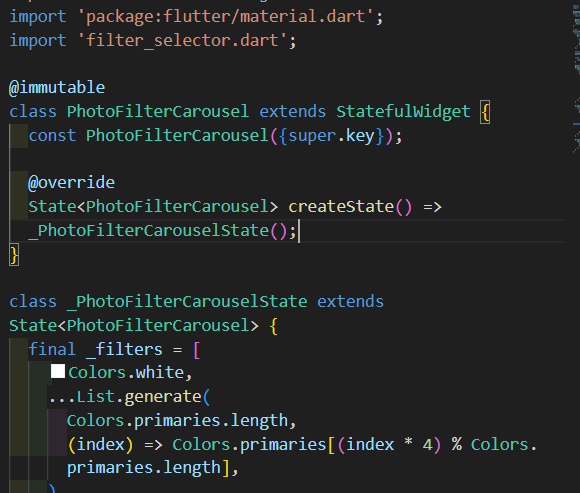 import 'package:flutter/material.dart';
import 'filter_selector.dart';

@immutable
class PhotoFilterCarousel extends StatefulWidget {
  const PhotoFilterCarousel({super.key});

  @override
  State<PhotoFilterCarousel> createState() =>
  _PhotoFilterCarouselState();
}

class _PhotoFilterCarouselState extends
State<PhotoFilterCarousel> {
  final _filters = [
    Colors.white,
    ...List.generate(
      Colors.primaries.length,
      (index) => Colors.primaries[(index * 4) % Colors.
      primaries.length],
    )